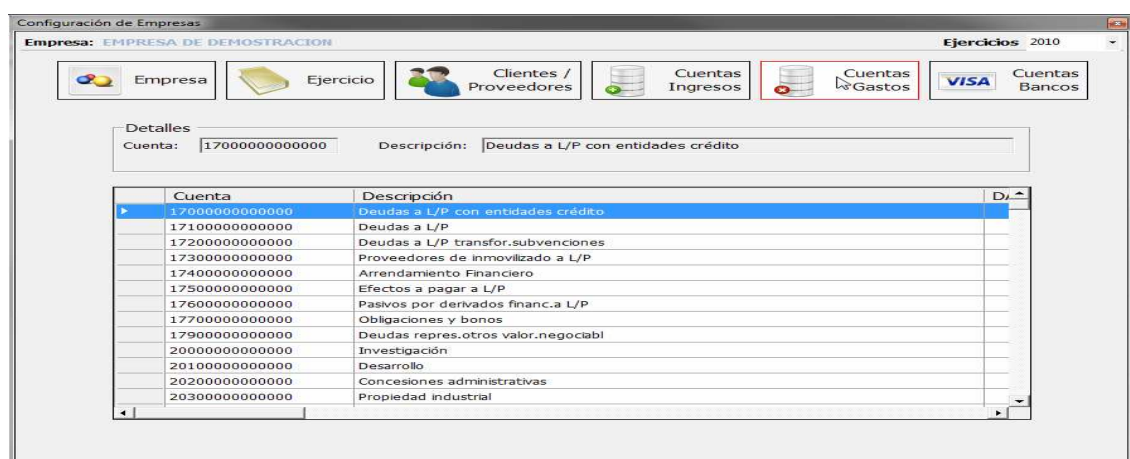 Configuración de Empresas
Empresa: EMPRESA DE DEMOSTRACION Ejercicios 2010
Empresa Ejercicio Clientes / Proveedores Cuentas Ingresos Cuentas Gastos VISA Cuentas Bancos
Detalles
Cuenta: 17000000000000 Descripción: Deudas a L/P con entidades crédito
Cuenta Descripción
17000000000000 Deudas a L/P con entidades crédito
17100000000000 Deudas a L/P
17200000000000 Deudas a L/P transfor.subvenciones
17300000000000 Proveedores de inmovilizado a L/P
17400000000000 Arrendamiento Financiero
17500000000000 Efectos a pagar a L/P
17600000000000 Pasivos por derivados financ.a L/P
17700000000000 Obligaciones y bonos
17900000000000 Deudas repres.otros valor.negociabl
20000000000000 Investigación
20100000000000 Desarrollo
20200000000000 Concesiones administrativas
20300000000000 Propiedad industrial